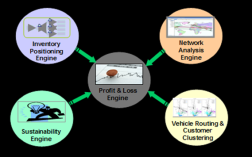 Inventory
Positioning
Engine
Network
Analysis
Engine
Profit & Loss
Engine
Sustainability
Engine
Vehicle Routing &
Customer
Clustering